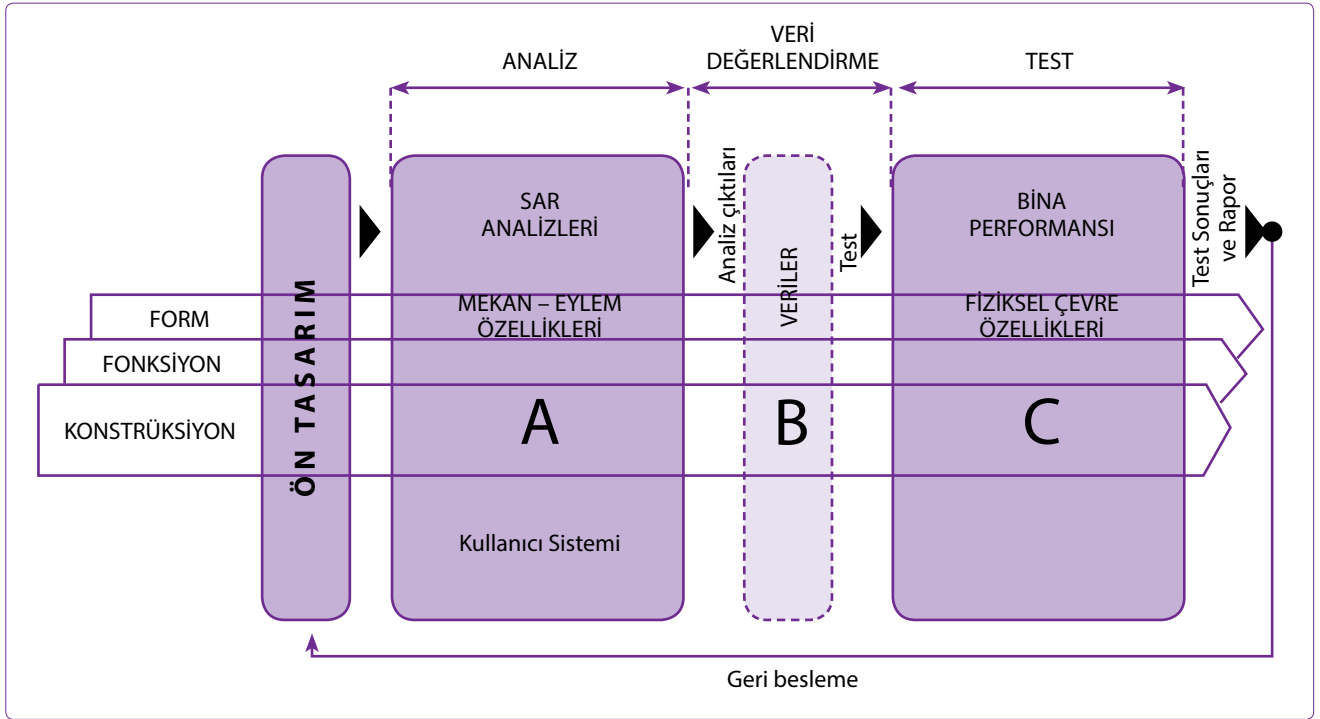 ANALİZ
VERİ
DEĞERLENDİRME
TEST
ÖN TASARIM
SAR
ANALİZLERİ
MEKAN – EYLEM
ÖZELLİKLERİ
A
Kullanıcı Sistemi
Analiz çıktıları
VERİLER
B
Test
BİNA
PERFORMANSI
FİZİKSEL ÇEVRE
ÖZELLİKLERİ
C
Test Sonuçları
ve Rapor
FORM
FONKSİYON
KONSTRÜKSİYON
Geri besleme